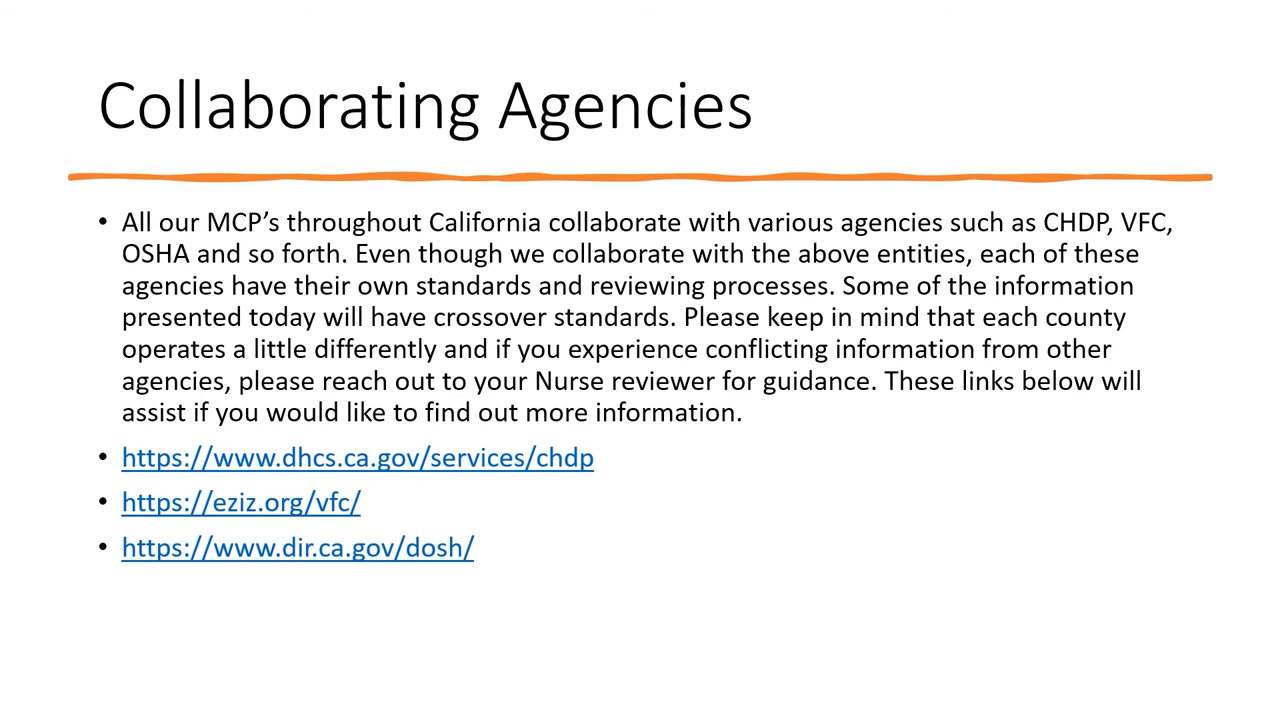 Collaborating Agencies
• All our MCP’s throughout California collaborate with various agencies such as CHDP, VFC,
OSHA and so forth. Even though we collaborate with the above entities, each of these
agencies have their own standards and reviewing processes. Some of the information
presented today will have crossover standards. Please keep in mind that each county
operates a little differently and if you experience conflicting information from other
agencies, please reach out to your Nurse reviewer for guidance. These links below will
assist if you would like to find out more information.
• https://www.dhcs.ca.gov/services/chdp
• https://eziz.org/vfc/
• https://www.dir.ca.gov/dosh/